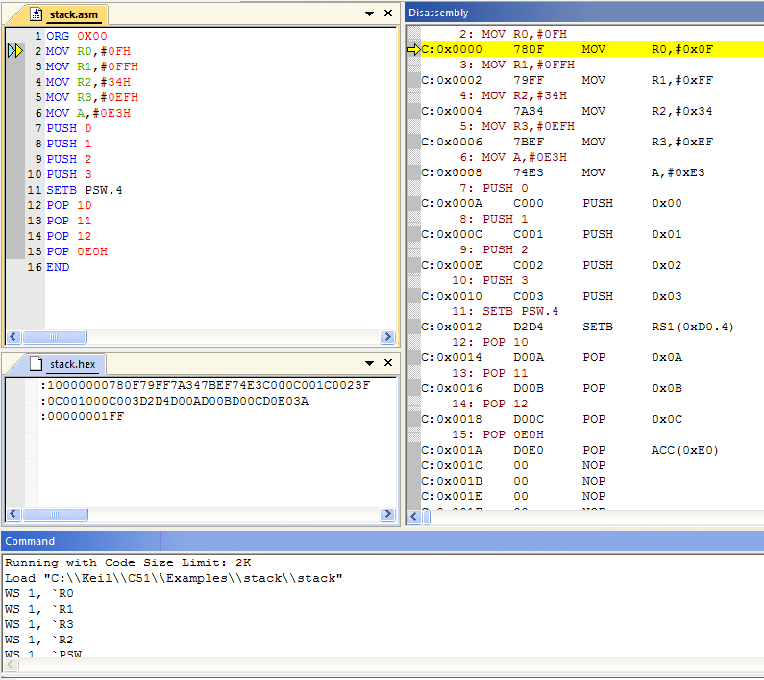 stack.asm
1 ORG 0X00
2 MOV R0,#0FH
3 MOV R1,#0FFH
4 MOV R2,#34H
5 MOV R3,#0EFH
6 MOV A,#0E3H
7 PUSH 0
8 PUSH 1
9 PUSH 2
10 PUSH 3
11 SETB PSW.4
12 POP 10
13 POP 11
14 POP 12
15 POP 0E0H
16 END
stack.hex
:10000000780F79FF7A347BEF74E3C000C001C0023F
:0C001000C003D2D4D00AD00BD00CD0E03A
:00000001FF
Disassembly
2: MOV R0,#0FH
C:0x0000 780F MOV R0,#0x0F
3: MOV R1,#0FFH
C:0x0002 79FF MOV R1,#0xFF
4: MOV R2,#34H
C:0x0004 7A34 MOV R2,#0x34
5: MOV R3,#0EFH
C:0x0006 7BEF MOV R3,#0xEF
6: MOV A,#0E3H
C:0x0008 74E3 MOV A,#0xE3
7: PUSH 0
C:0x000A C000 PUSH 0x00
8: PUSH 1
C:0x000C C001 PUSH 0x01
9: PUSH 2
C:0x000E C002 PUSH 0x02
10: PUSH 3
C:0x0010 C003 PUSH 0x03
11: SETB PSW.4
C:0x0012 D2D4 SETB RS1(0xD0.4)
12: POP 10
C:0x0014 D00A POP 0x0A
13: POP 11
C:0x0016 D00B POP 0x0B
14: POP 12
C:0x0018 D00C POP 0x0C
15: POP 0E0H
C:0x001A D0E0 POP ACC(0xE0)
C:0x001C 00 NOP
C:0x001D 00 NOP
C:0x001E 00 NOP
Command
Running with Code Size Limit: 2K
Load "C:\\Keil\\C51\\Examples\\stack\\stack"
WS 1, `R0
WS 1, `R1
WS 1, `R3
WS 1, `R2
WS 1, `PSW